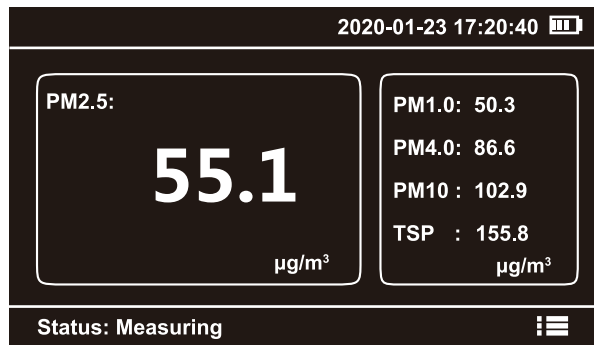 2020-01-23 17:20:40
PM2.5:
55.1
µg/m³
PM1.0: 50.3
PM4.0: 86.6
PM10 : 102.9
TSP : 155.8
µg/m³
Status: Measuring